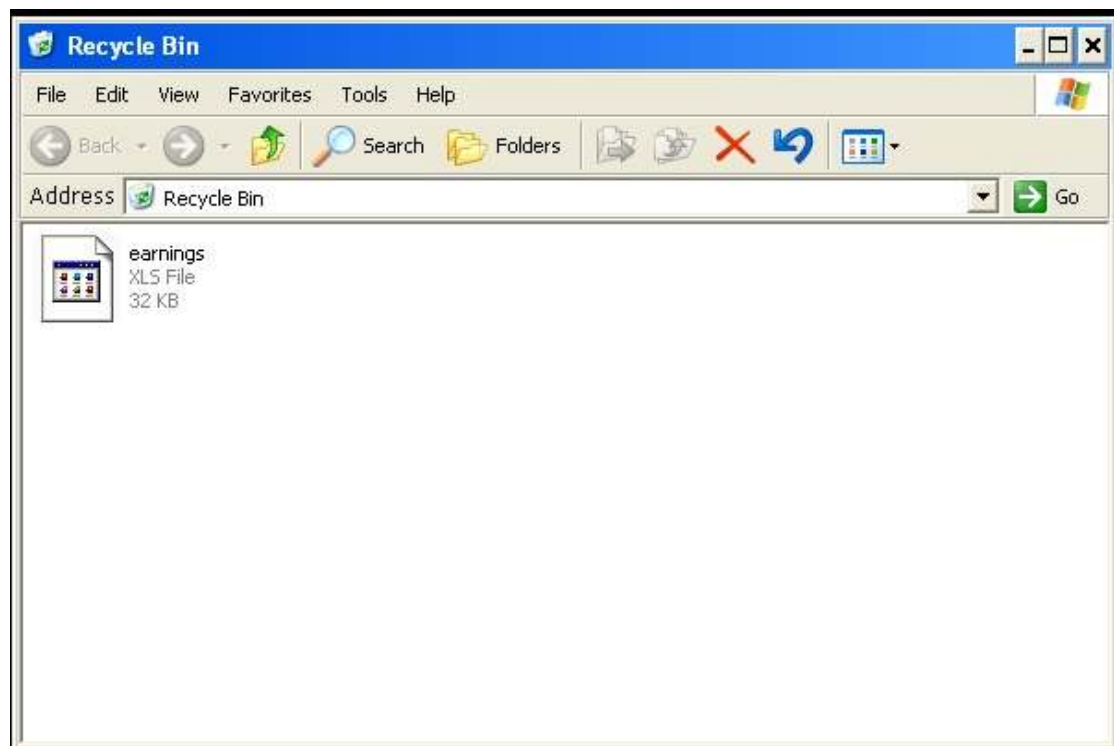 Recycle Bin
File Edit View Favorites Tools Help
Back Search Folders
Address Recycle Bin Go
earnings
XLS File
32 KB